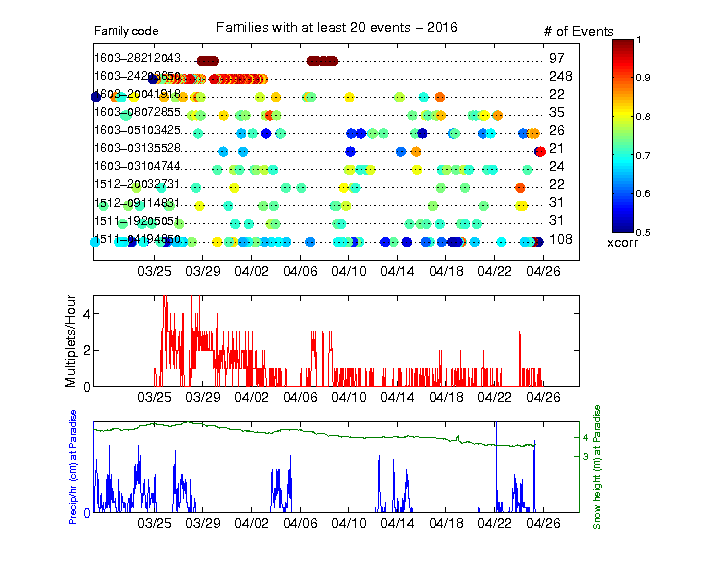 Families with at least 20 events – 2016
Family code
# of Events
1603–28212043 97
1603–24203650 248
1603–20041918 22
1603–08072855 35
1603–05103425 26
1603–03135528 21
1603–03104744 24
1512–20032731 22
1512–09114831 31
1512–19205051 31
1511–04194650 108
03/25 03/29 04/02 04/06 04/10 04/14 04/18 04/22 04/26
1
0.9
0.8
0.7
0.6
0.5
xcorr
Multiplets/Hour
4
2
0
03/25 03/29 04/02 04/06 04/10 04/14 04/18 04/22 04/26
Precip/hr (cm) at Paradise
0
4
3
Snow height (m) at Paradise
03/25 03/29 04/02 04/06 04/10 04/14 04/18 04/22 04/26